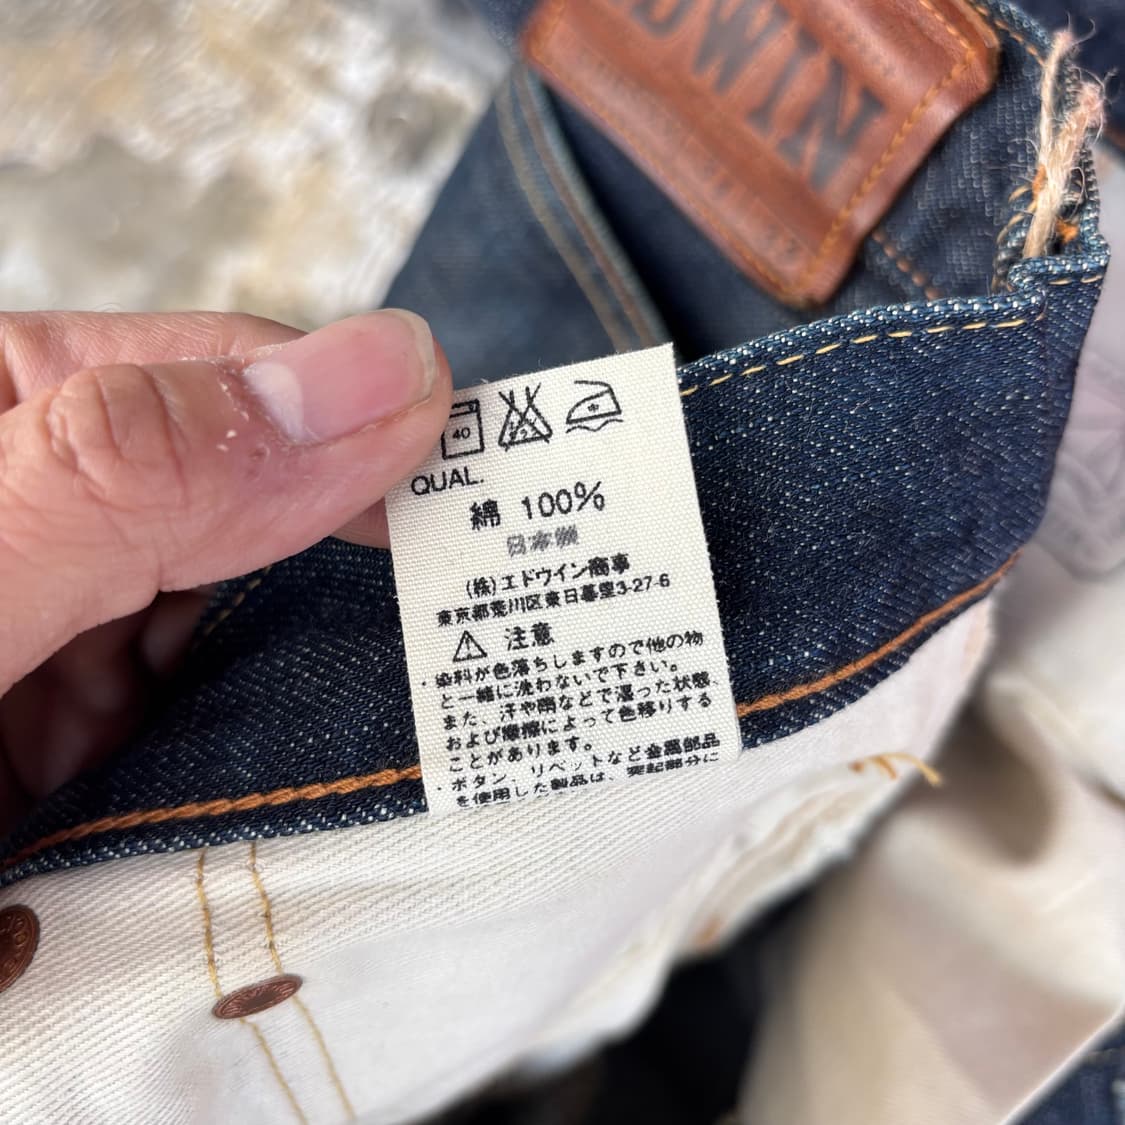 DWIN
40
QUAL.
綿 100%
日本製
(株)エドウイン商事
東京都荒川区東日暮里3-27-6
注意
・染料が色落ちしますので他の物
と一緒に洗わないで下さい。
また、汗や雨などで湿った状態、
および摩擦によって色移りする
ことがあります。
・ボタン、リベットなど金属部品
を使用した製品は、突起部分に